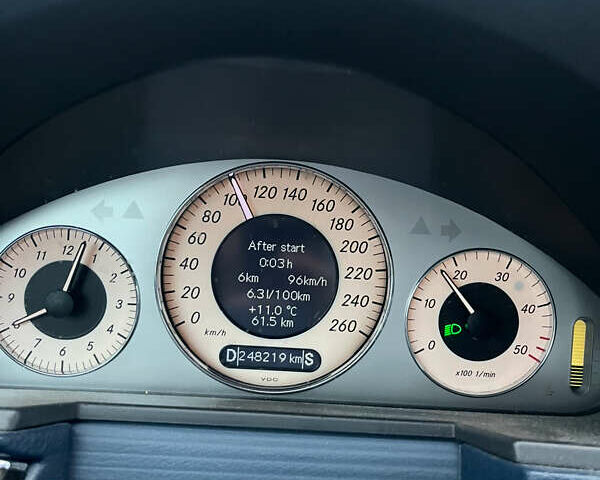 After start
0:03 h
6km 96km/h
6.3l/100km
+11.0 °C
61.5 km
0 20 40 60 80 100 120 140 160 180 200 220 240 260
km/h
D 248219 km S
VDO
12 1 2 3 4 5 6 7 8 9 10 11
0 10 20 30 40 50
x100 1/min